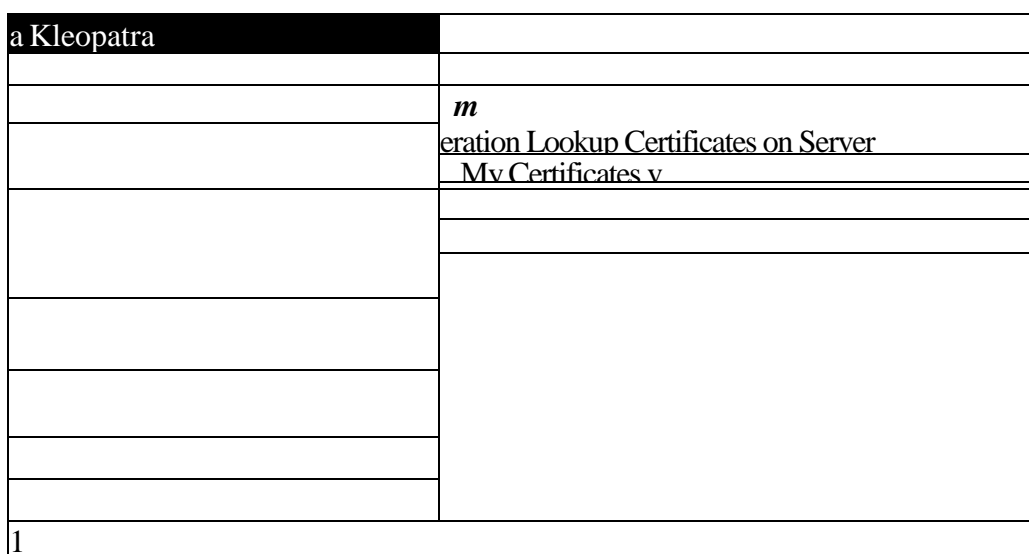 a Kleopatra
m
eration Lookup Certificates on Server
My Certificates v
1